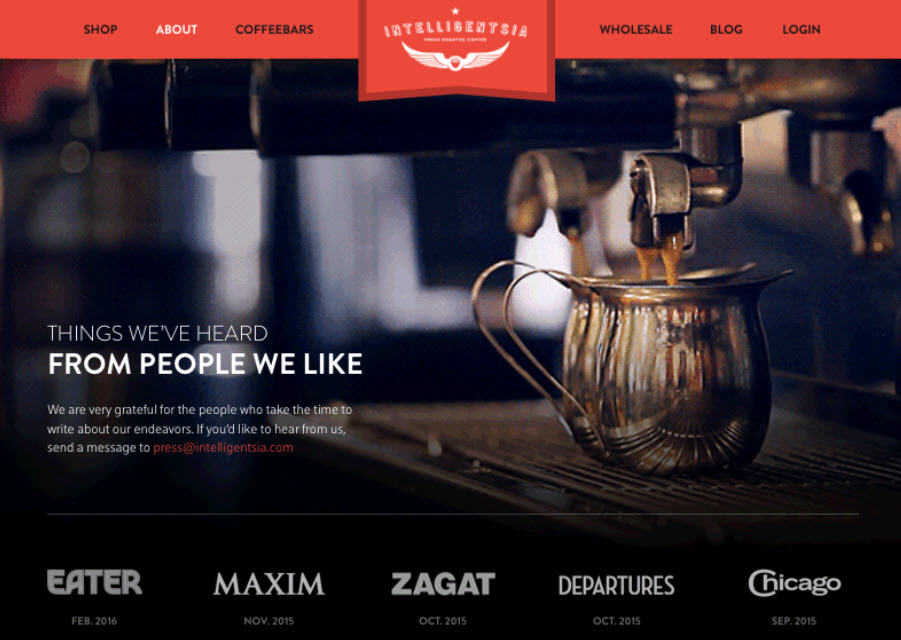 SHOP ABOUT COFFEEBARS
INTELLIGENTSIA
FRESH ROASTED COFFEE
WHOLESALE BLOG LOGIN
THINGS WE'VE HEARD
FROM PEOPLE WE LIKE
We are very grateful for the people who take the time to
write about our endeavors. If you'd like to hear from us,
send a message to press@intelligentsia.com
EATER MAXIM ZAGAT DEPARTURES Chicago
FEB. 2016 NOV. 2015 OCT. 2015 OCT. 2015 SEP. 2015